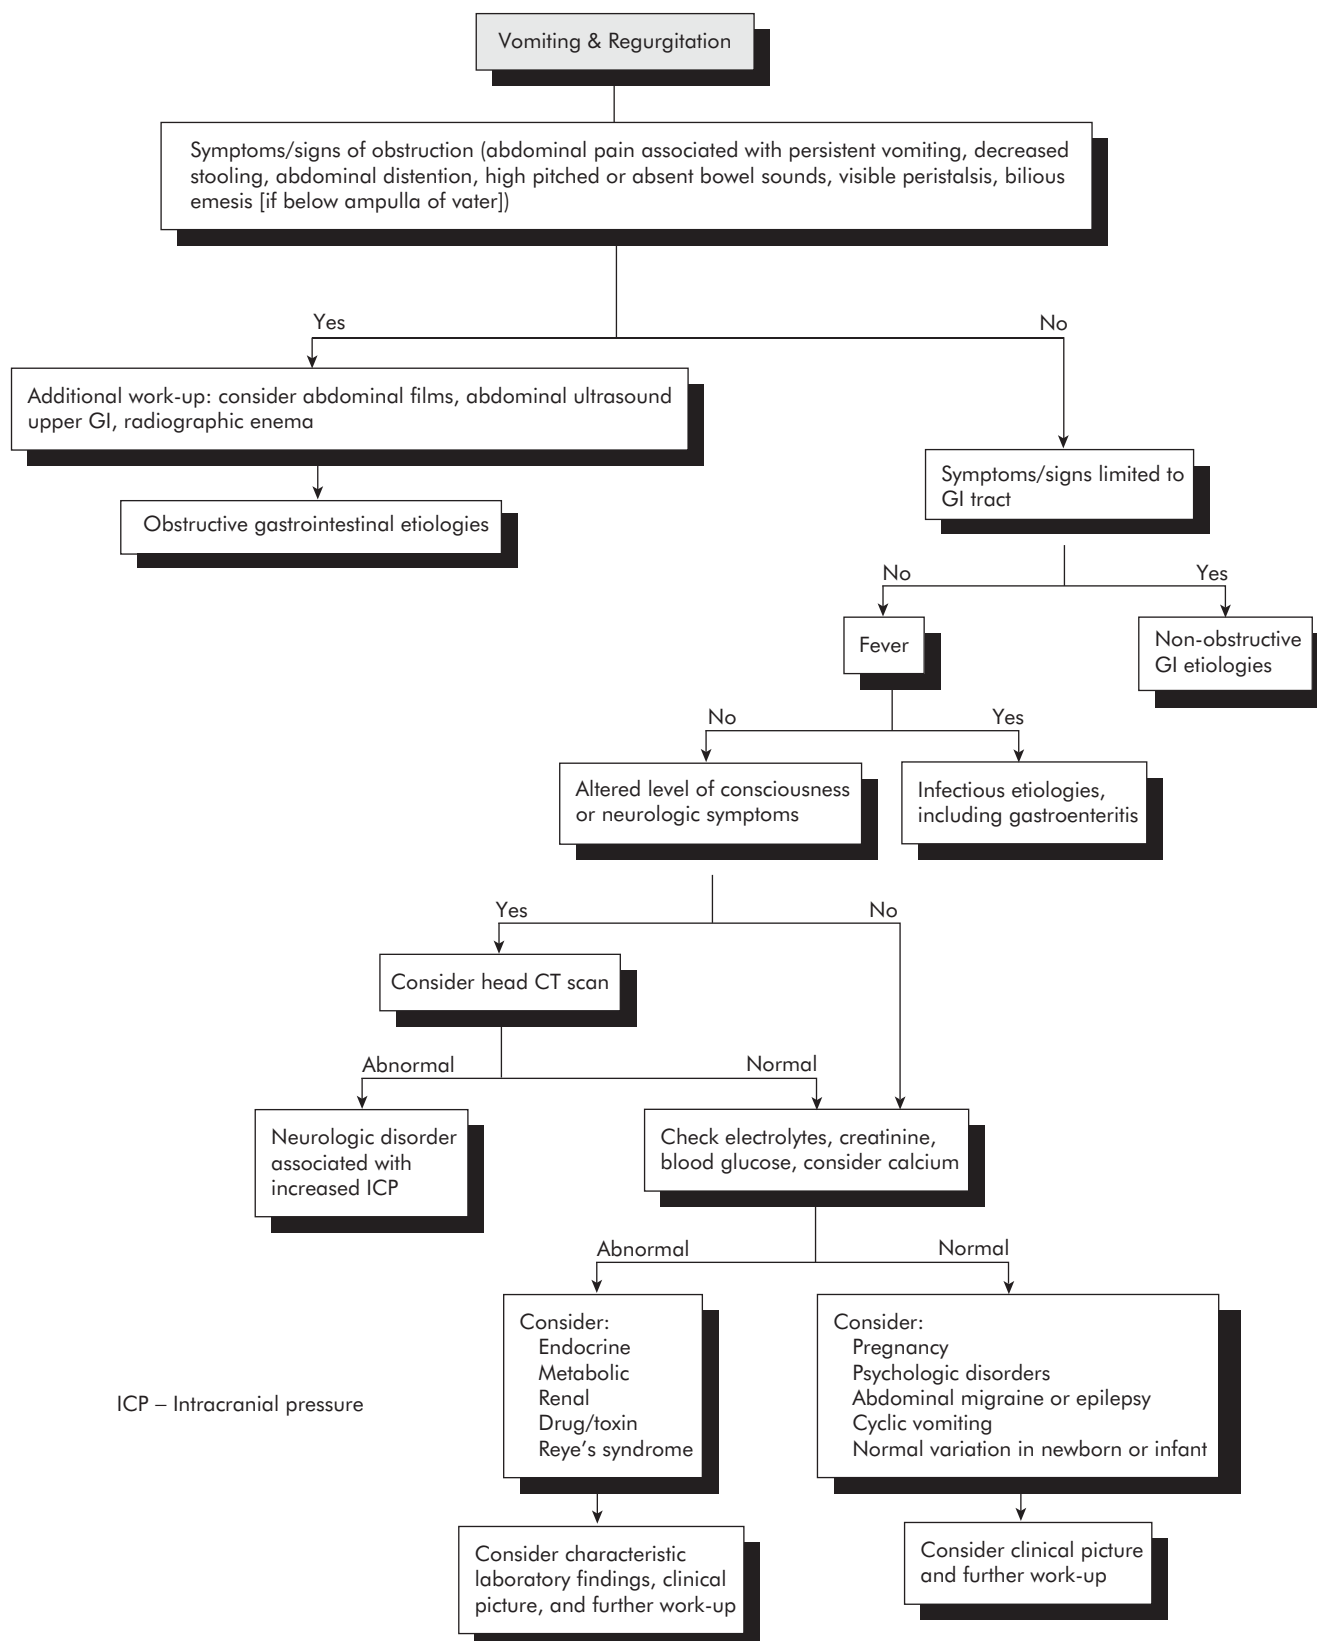 Vomiting & Regurgitation
Symptoms/signs of obstruction (abdominal pain associated with persistent vomiting, decreased
stooling, abdominal distention, high pitched or absent bowel sounds, visible peristalsis, bilious
emesis [if below ampulla of vater])
Yes
No
Additional work-up: consider abdominal films, abdominal ultrasound
upper GI, radiographic enema
Obstructive gastrointestinal etiologies
Symptoms/signs limited to
GI tract
No
Yes
Fever
Non-obstructive
GI etiologies
No
Yes
Altered level of consciousness
or neurologic symptoms
Infectious etiologies,
including gastroenteritis
Yes
No
Consider head CT scan
Abnormal
Normal
Neurologic disorder
associated with
increased ICP
Check electrolytes, creatinine,
blood glucose, consider calcium
Abnormal
Normal
Consider:
Endocrine
Metabolic
Renal
Drug/toxin
Reye's syndrome
Consider:
Pregnancy
Psychologic disorders
Abdominal migraine or epilepsy
Cyclic vomiting
Normal variation in newborn or infant
ICP – Intracranial pressure
Consider characteristic
laboratory findings, clinical
picture, and further work-up
Consider clinical picture
and further work-up